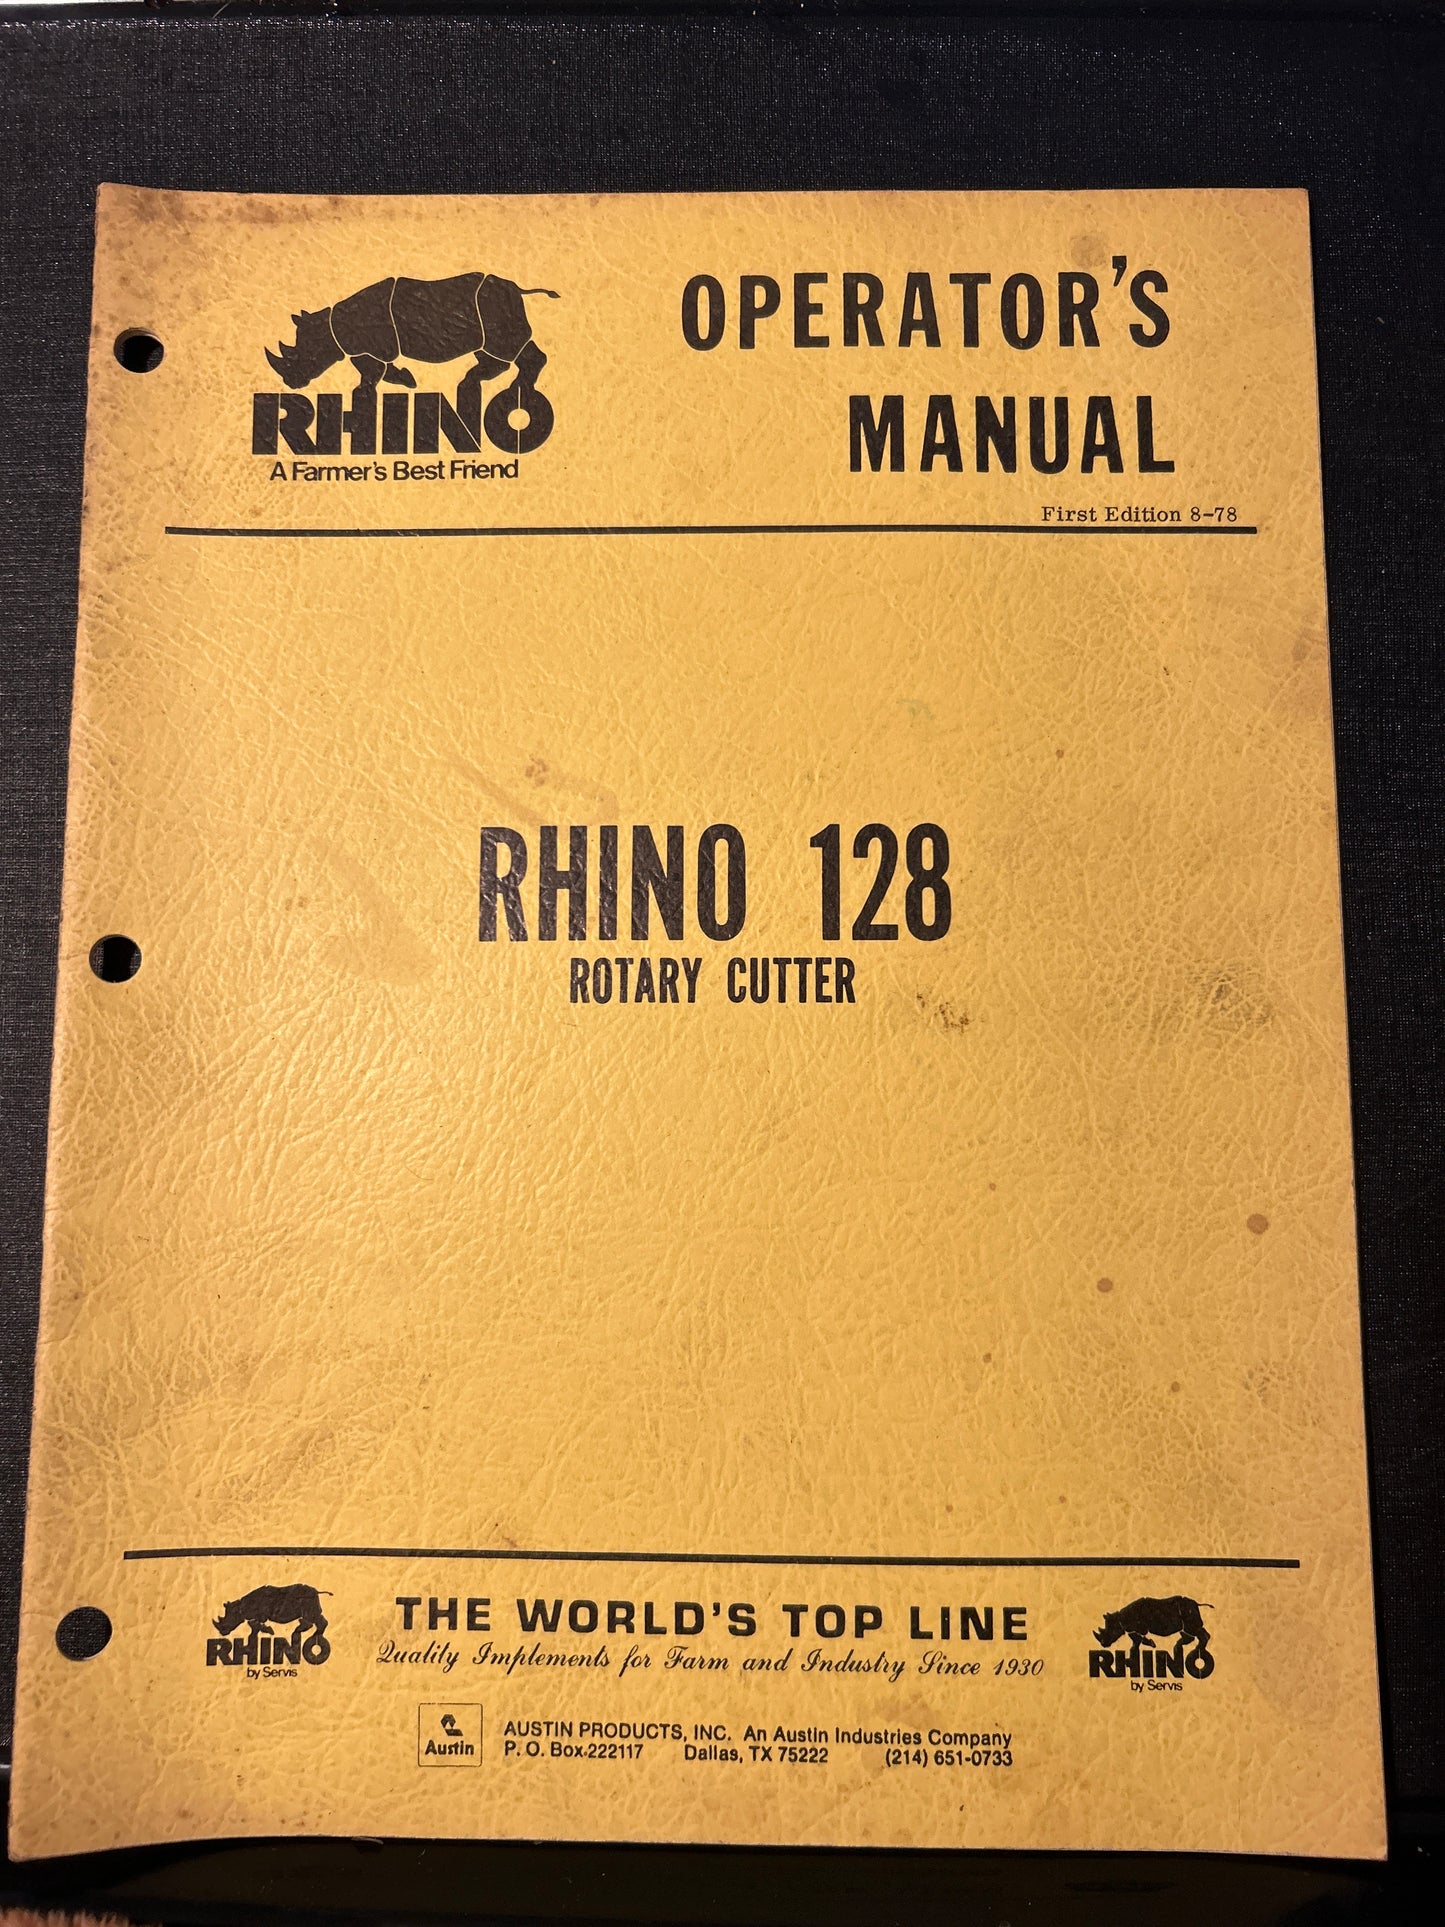 RHINO
A Farmer's Best Friend
OPERATOR'S
MANUAL
First Edition 8-78
RHINO 128
ROTARY CUTTER
RHINO
by Servis
THE WORLD'S TOP LINE
Quality Implements for Farm and Industry Since 1930
RHINO
by Servis
Austin
AUSTIN PRODUCTS, INC. An Austin Industries Company
P. O. Box 222117 Dallas, TX 75222 (214) 651-0733